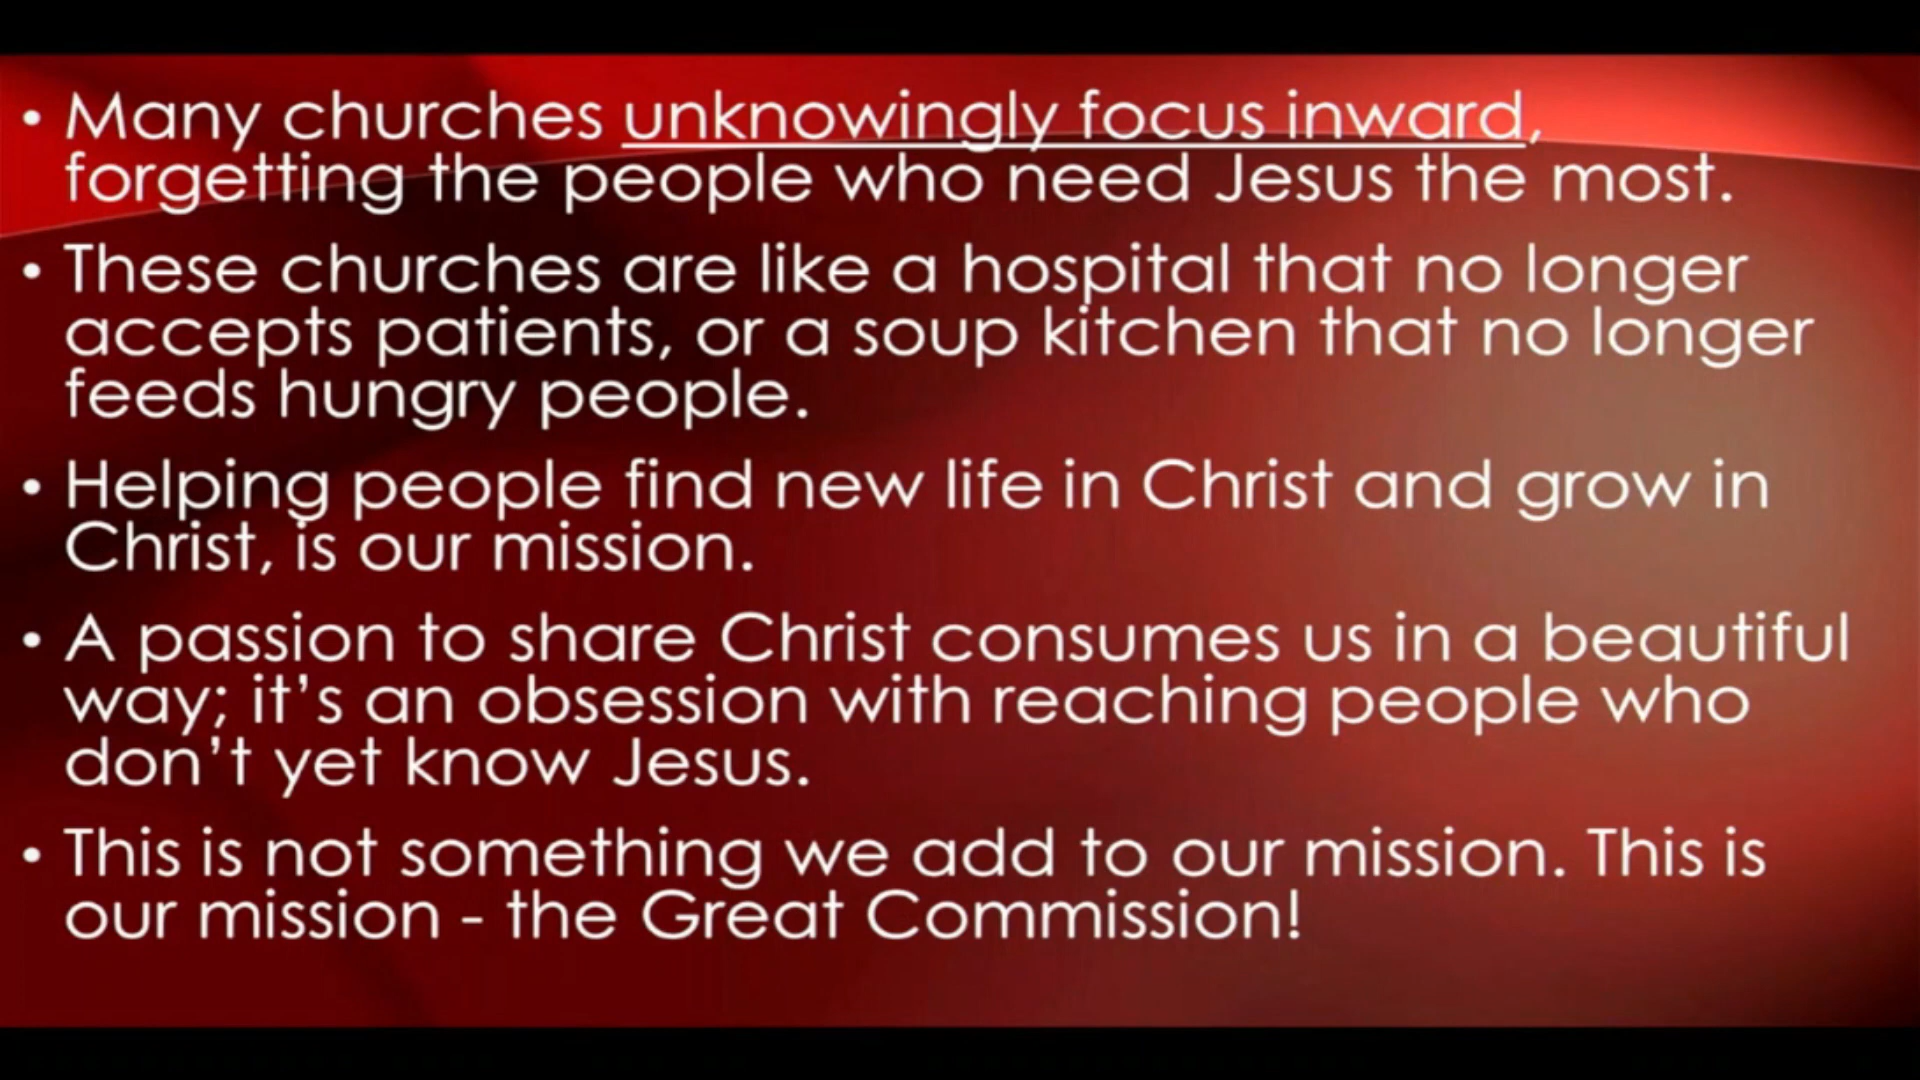 • Many churches unknowingly focus inward,
forgetting the people who need Jesus the most.
• These churches are like a hospital that no longer
accepts patients, or a soup kitchen that no longer
feeds hungry people.
• Helping people find new life in Christ and grow in
Christ, is our mission.
• A passion to share Christ consumes us in a beautiful
way; it’s an obsession with reaching people who
don’t yet know Jesus.
• This is not something we add to our mission. This is
our mission - the Great Commission!